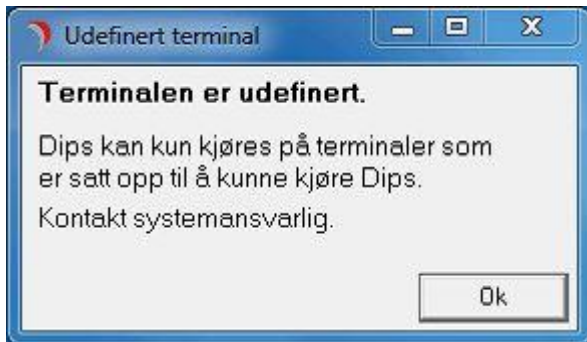 Udefinert terminal
Terminalen er udefinert.
Dips kan kun kjøres på terminaler som
er satt opp til å kunne kjøre Dips.
Kontakt systemansvarlig.
Ok